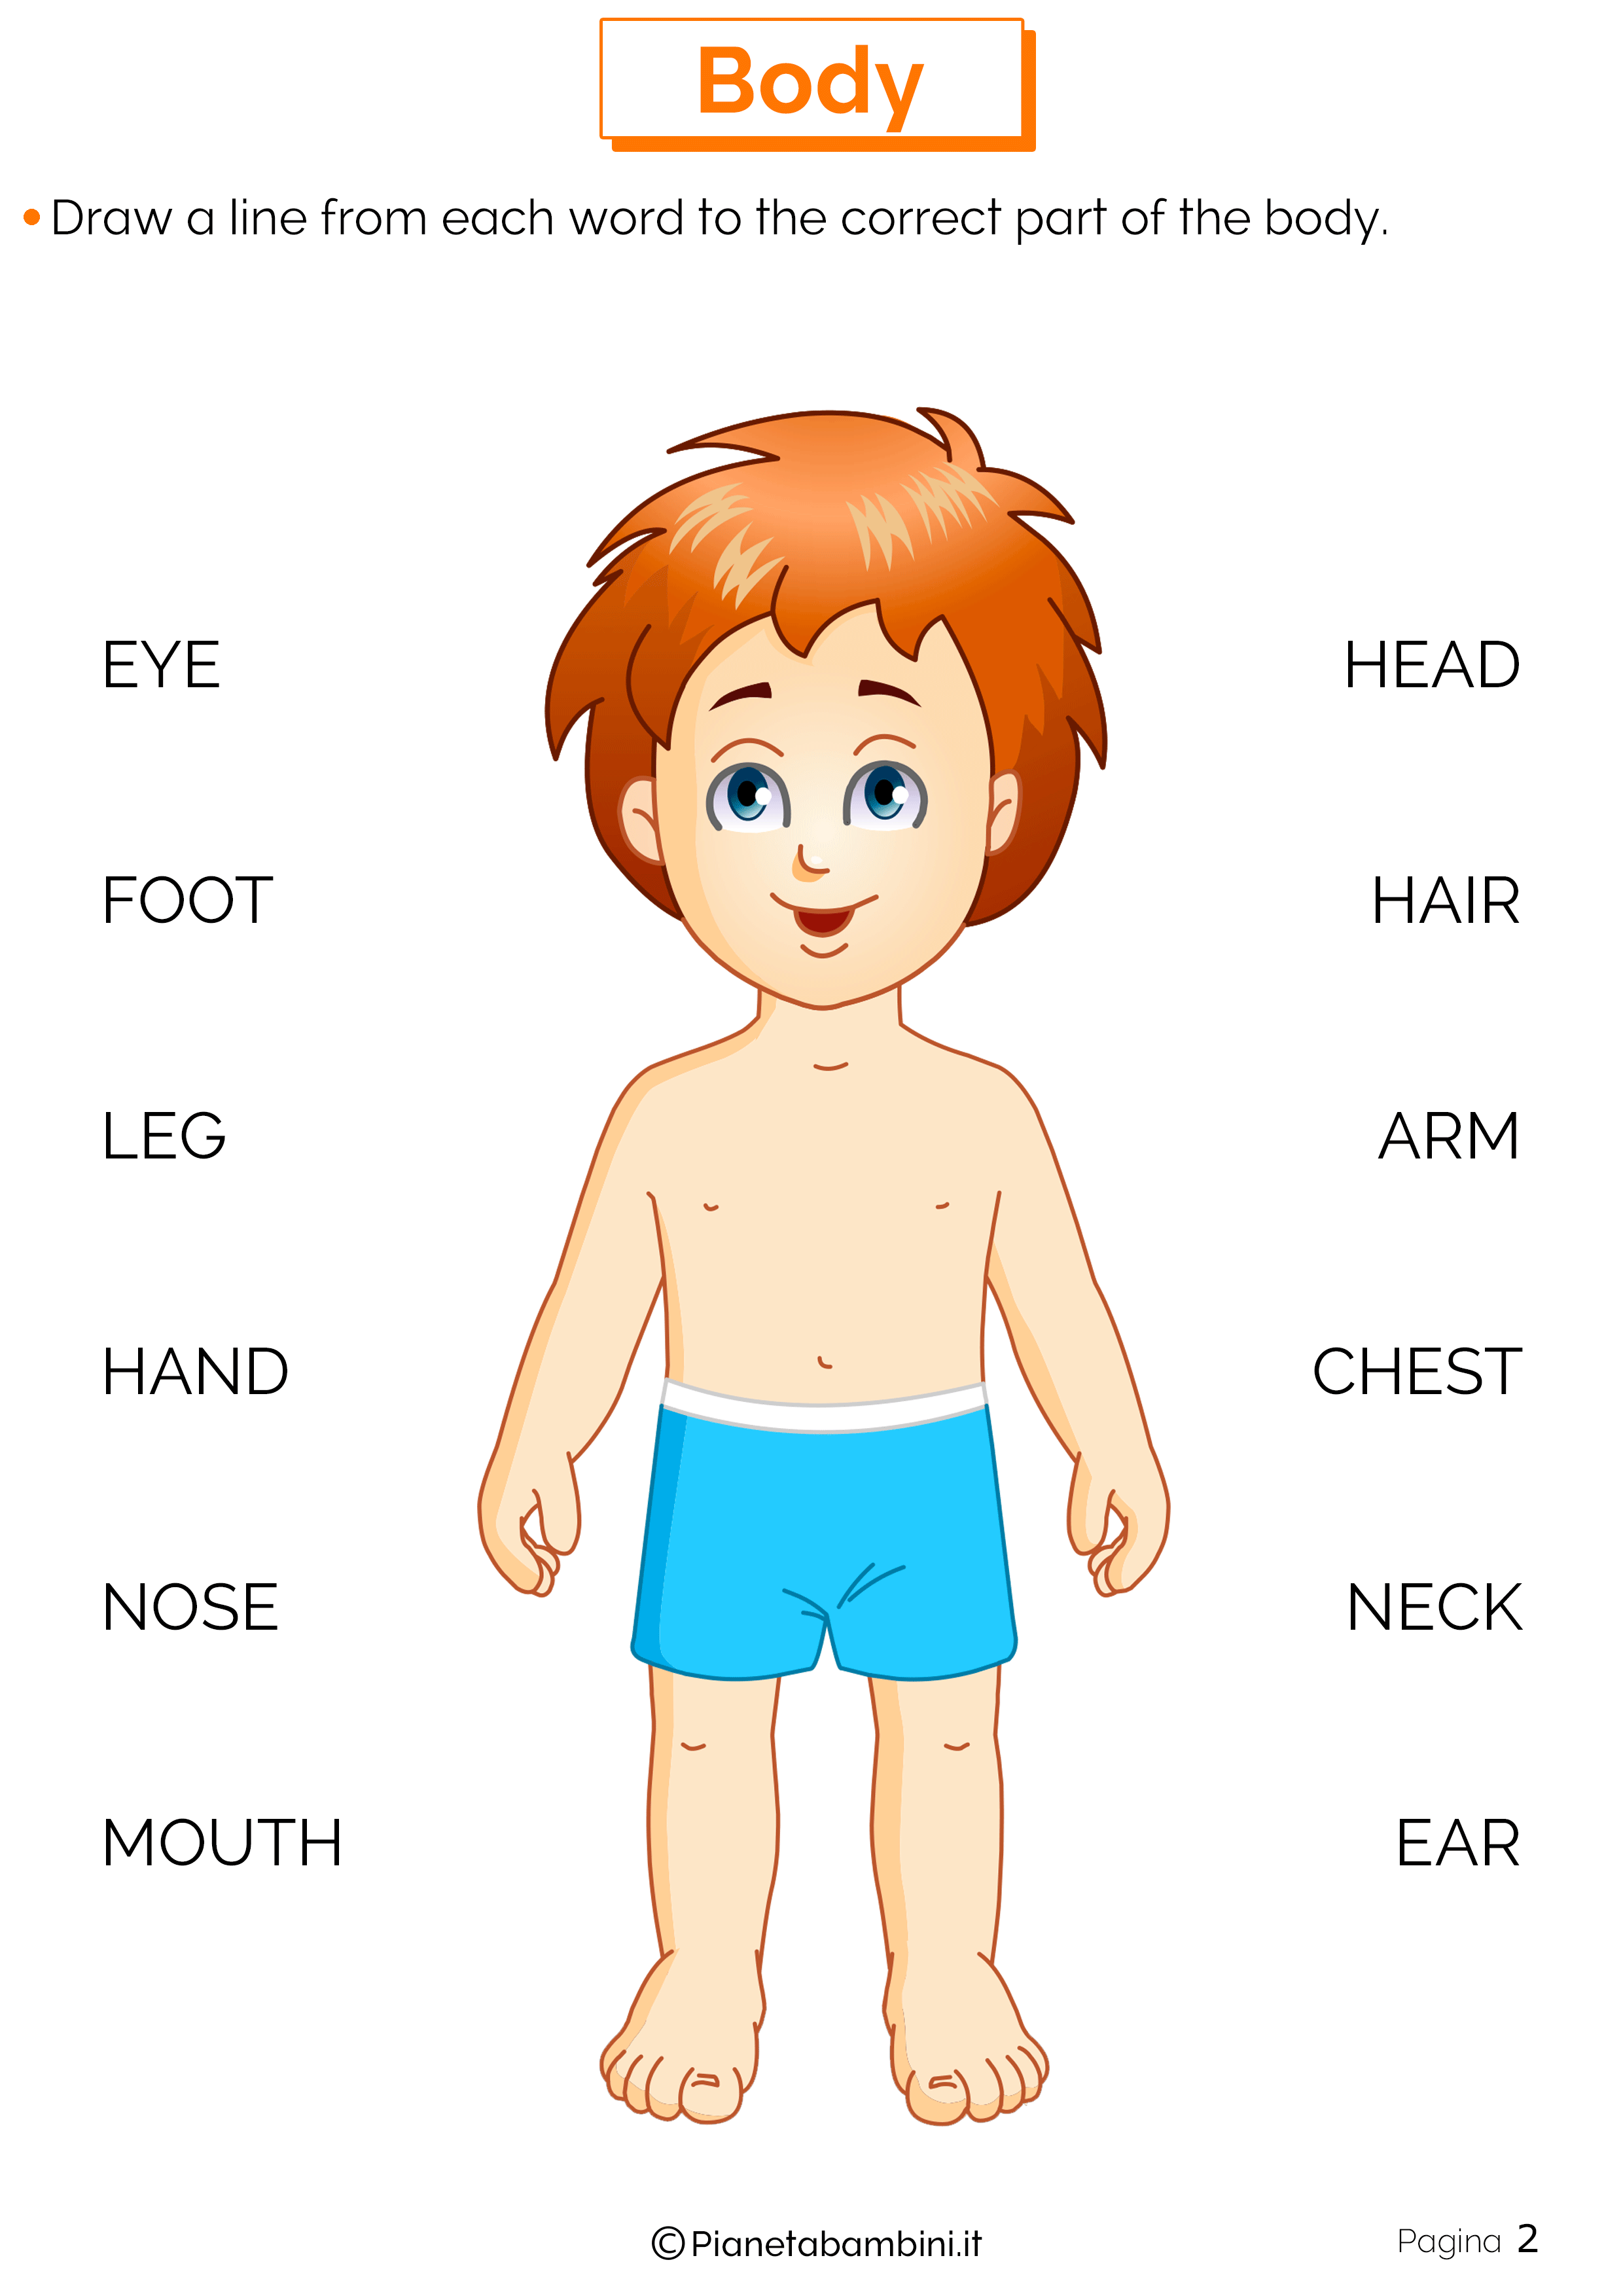 Body
• Draw a line from each word to the correct part of the body.
EYE
HEAD
FOOT
HAIR
LEG
ARM
HAND
CHEST
NOSE
NECK
MOUTH
EAR
©Pianetabambini.it
Pagina 2